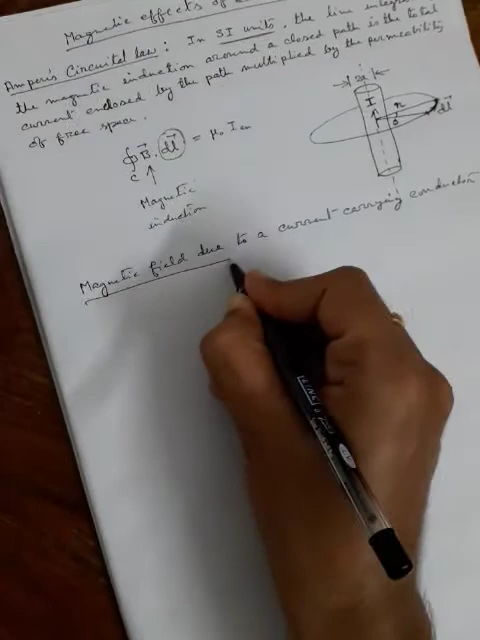 Magnetic effects of
Ampere's Circuital law : In SI units, the line integral
the magnetic induction around a closed path is the total
current enclosed by the path multiplied by the permeability
of free space.
∮ B⃗ . dl⃗ = μ₀ I en
C
Magnetic
induction
2a
I
r
dl⃗
Magnetic field due to a current carrying conductor